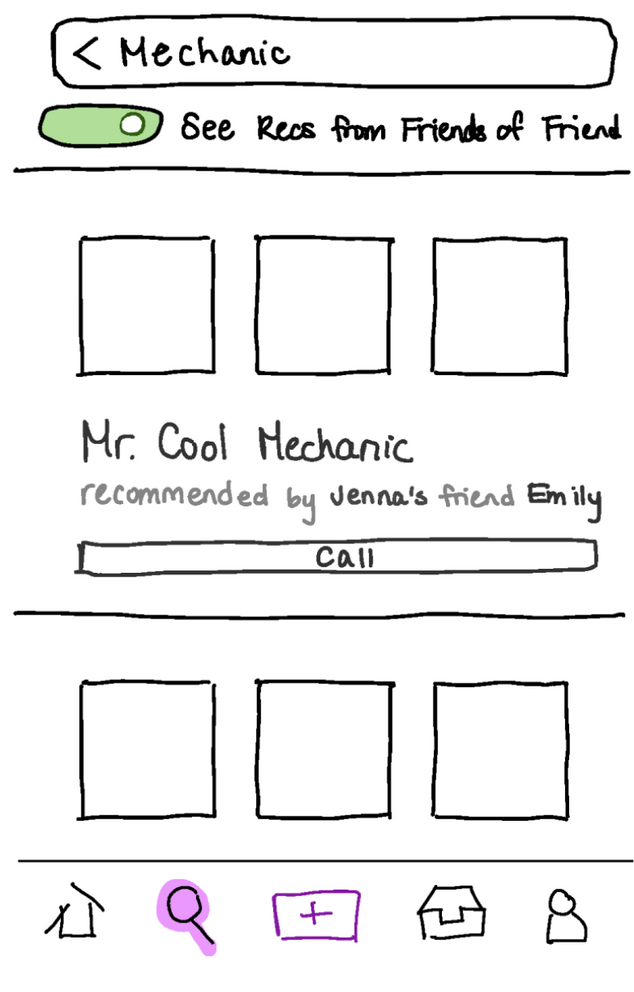 < Mechanic
See Recs from Friends of Friend
Mr. Cool Mechanic
recommended by Jenna's friend Emily
Call